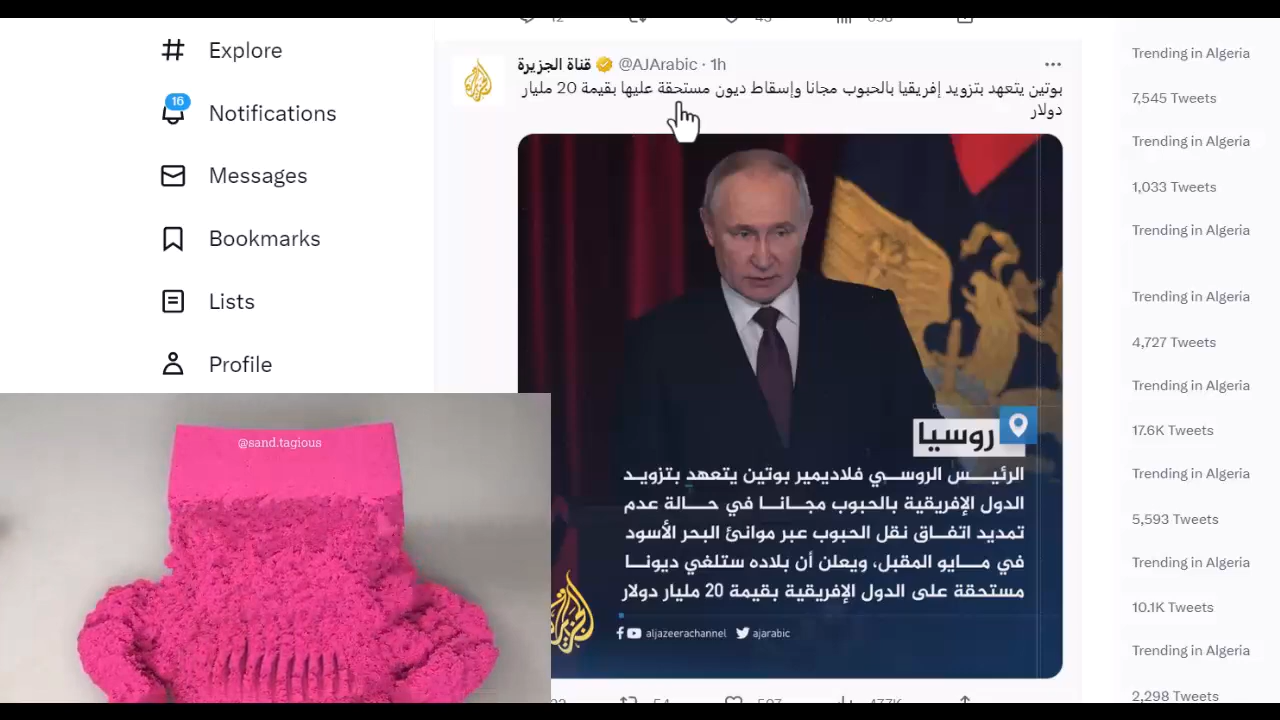 Explore
16
Notifications
Messages
Bookmarks
Lists
Profile
قناة الجزيرة @AJArabic · 1h
بوتين يتعهد بتزويد إفريقيا بالحبوب مجانا وإسقاط ديون مستحقة عليها بقيمة 20 مليار
دولار
روسيا
الرئيس الروسي فلاديمير بوتين يتعهد بتزويد
الدول الإفريقية بالحبوب مجانا في حالة عدم
تمديد اتفاق نقل الحبوب عبر موانئ البحر الأسود
في مايو المقبل، ويعلن أن بلاده ستلغي ديونا
مستحقة على الدول الإفريقية بقيمة 20 مليار دولار
aljazeerachannel ajarabic
@sand.tagious
Trending in Algeria
7,545 Tweets
Trending in Algeria
1,033 Tweets
Trending in Algeria
Trending in Algeria
4,727 Tweets
Trending in Algeria
17.6K Tweets
Trending in Algeria
5,593 Tweets
Trending in Algeria
10.1K Tweets
Trending in Algeria
2,298 Tweets